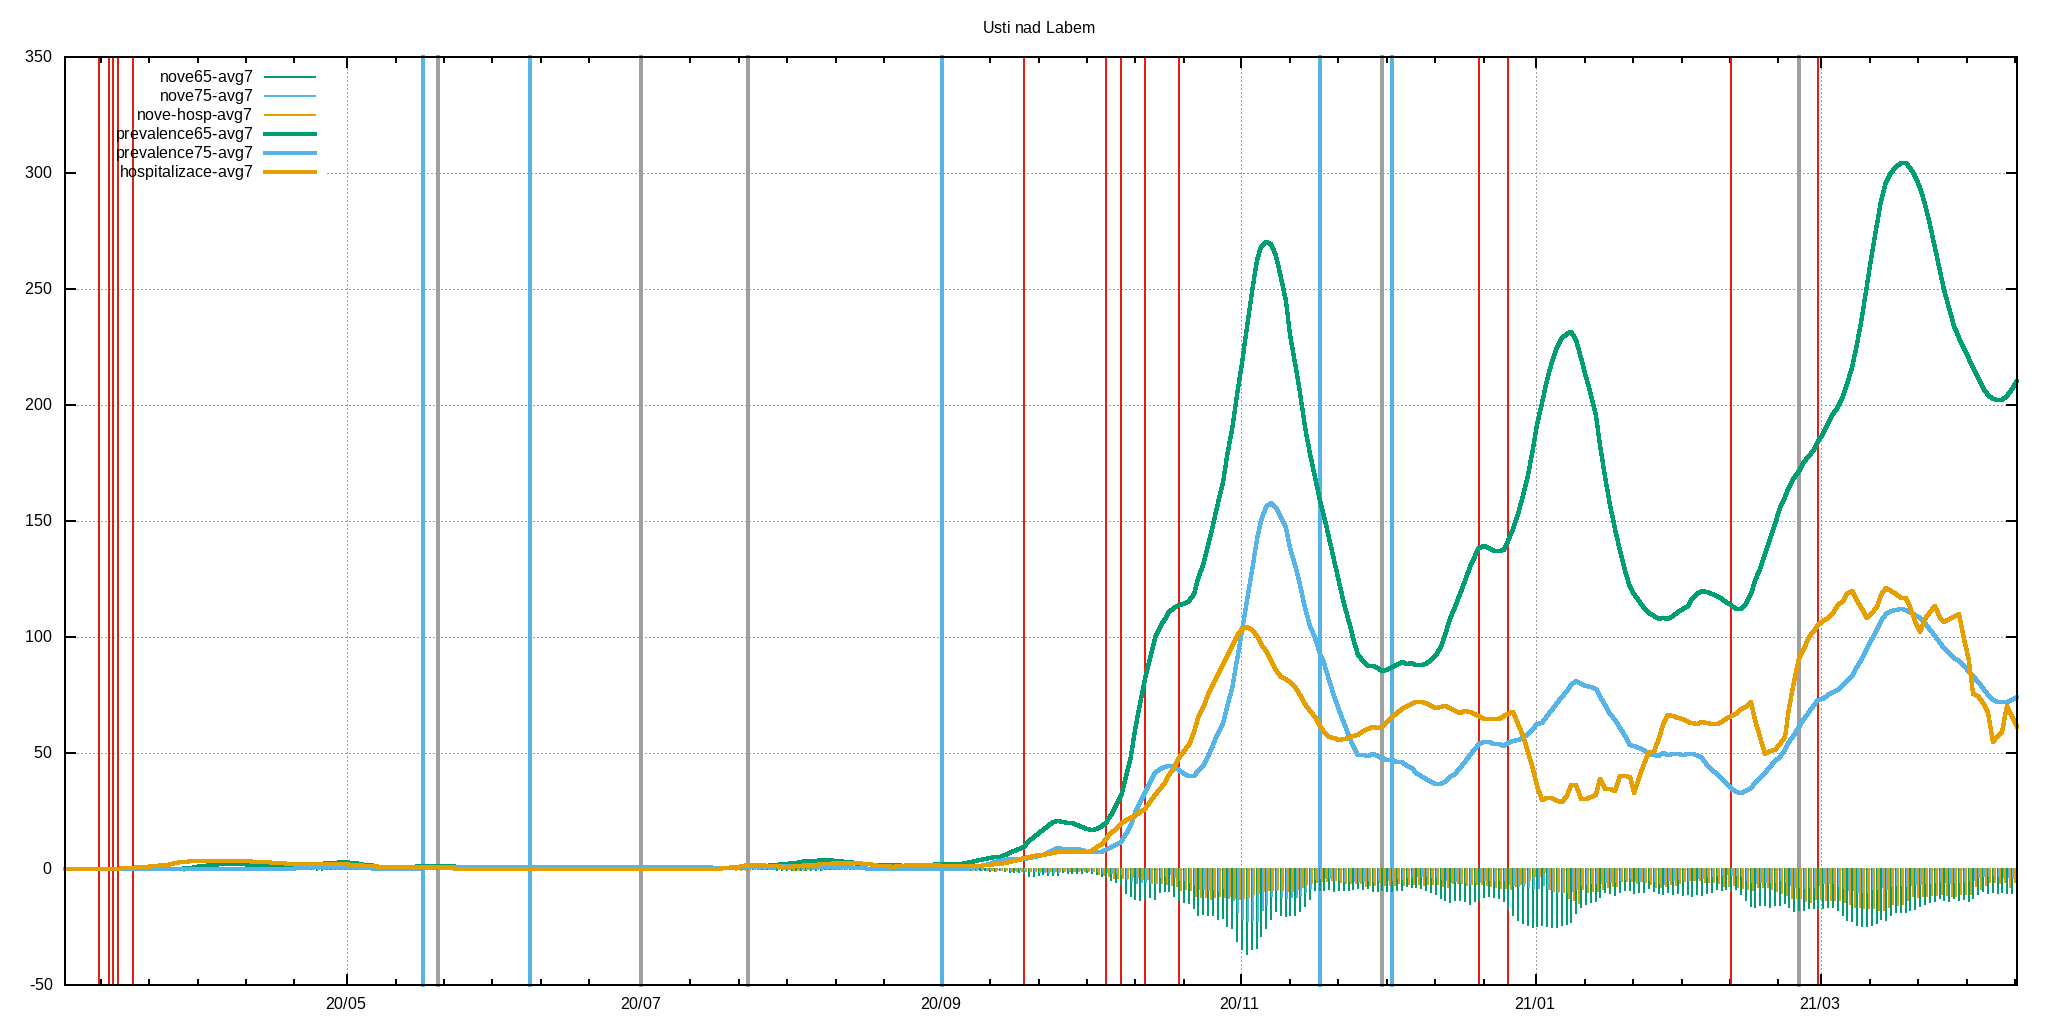 Usti nad Labem
350
300
250
200
150
100
50
0
-50
nove65-avg7
nove75-avg7
nove-hosp-avg7
prevalence65-avg7
prevalence75-avg7
hospitalizace-avg7
20/05
20/07
20/09
20/11
21/01
21/03